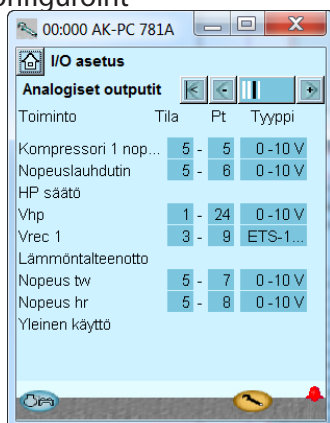 onfiguroint
00:000 AK-PC 781A
I/O asetus
Analogiset outputit
Toiminto Tila Pt Tyyppi
Kompressori 1 nop... 5 - 5 0 -10 V
Nopeuslauhdutin 5 - 6 0 -10 V
HP säätö
Vhp 1 - 24 0 -10 V
Vrec 1 3 - 9 ETS-1...
Lämmöntalteenotto
Nopeus tw 5 - 7 0 -10 V
Nopeus hr 5 - 8 0 -10 V
Yleinen käyttö